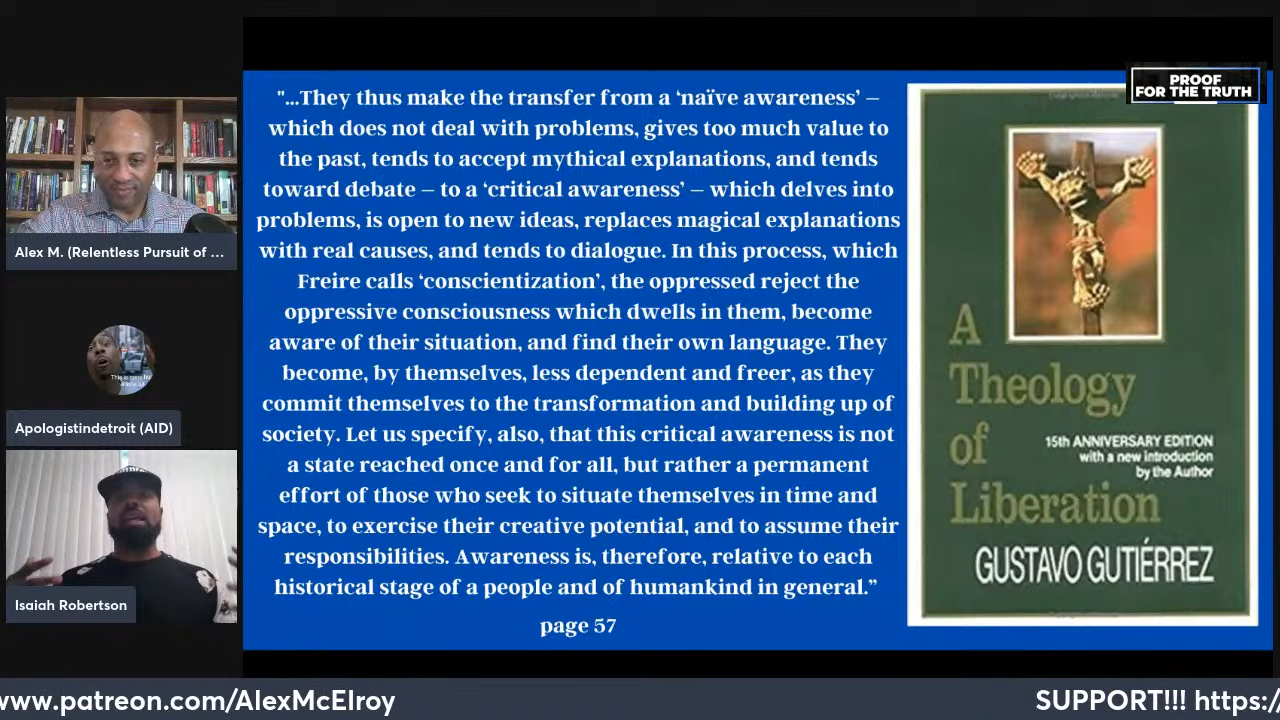 PROOF
FOR THE TRUTH
"...They thus make the transfer from a ‘naïve awareness’ –
which does not deal with problems, gives too much value to
the past, tends to accept mythical explanations, and tends
toward debate – to a ‘critical awareness’ – which delves into
problems, is open to new ideas, replaces magical explanations
with real causes, and tends to dialogue. In this process, which
Freire calls ‘conscientization’, the oppressed reject the
oppressive consciousness which dwells in them, become
aware of their situation, and find their own language. They
become, by themselves, less dependent and freer, as they
commit themselves to the transformation and building up of
society. Let us specify, also, that this critical awareness is not
a state reached once and for all, but rather a permanent
effort of those who seek to situate themselves in time and
space, to exercise their creative potential, and to assume their
responsibilities. Awareness is, therefore, relative to each
historical stage of a people and of humankind in general.”
page 57
A
Theology
of
Liberation
15th ANNIVERSARY EDITION
with a new introduction
by the Author
GUSTAVO GUTIÉRREZ
Alex M. (Relentless Pursuit of ...
Apologistindetroit (AID)
Isaiah Robertson
www.patreon.com/AlexMcElroy
SUPPORT!!! https:/